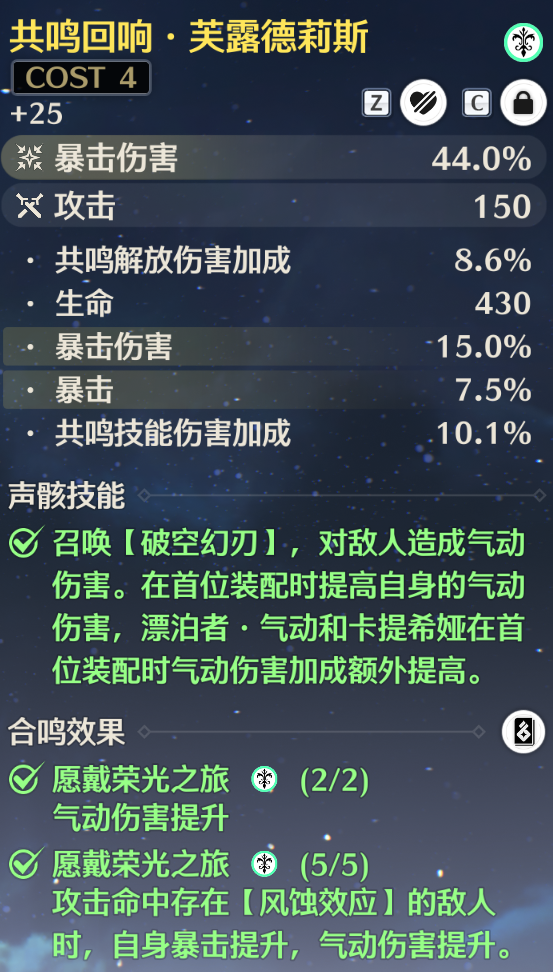 共鸣回响·芙露德莉斯
COST 4
+25
Z
C
暴击伤害 44.0%
攻击 150
· 共鸣解放伤害加成 8.6%
· 生命 430
· 暴击伤害 15.0%
· 暴击 7.5%
· 共鸣技能伤害加成 10.1%
声骸技能
召唤【破空幻刃】，对敌人造成气动
伤害。在首位装配时提高自身的气动
伤害，漂泊者·气动和卡提希娅在首
位装配时气动伤害加成额外提高。
合鸣效果
愿戴荣光之旅 (2/2)
气动伤害提升
愿戴荣光之旅 (5/5)
攻击命中存在【风蚀效应】的敌人
时，自身暴击提升，气动伤害提升。